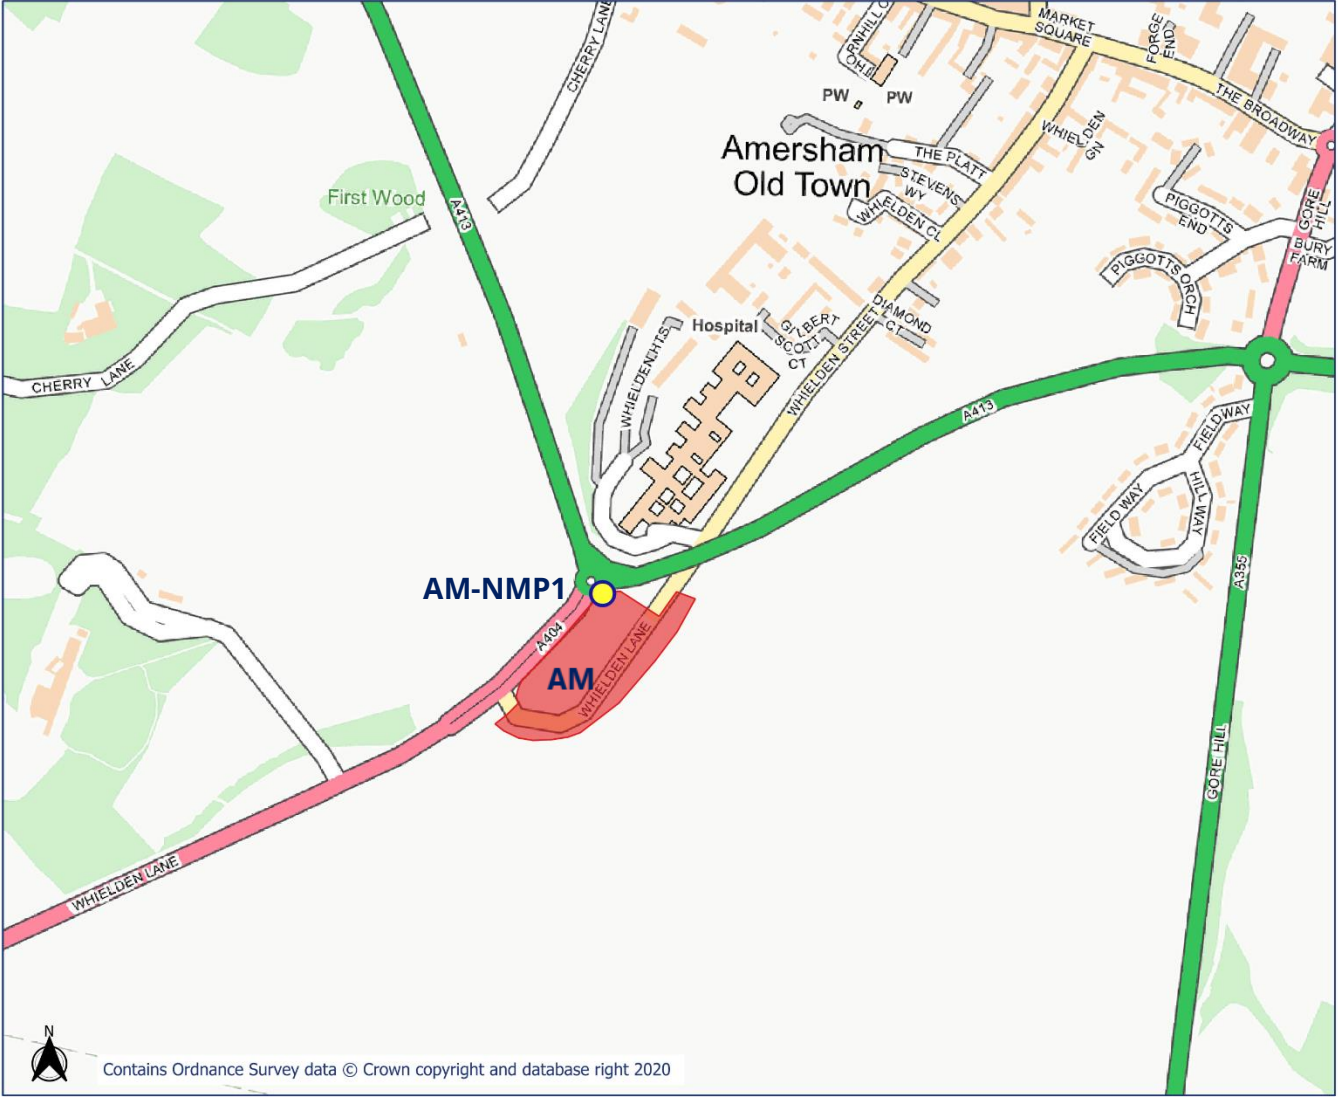 MARKET
SQUARE
FORGE
END
CHERRY LANE
RNHILL
THO
PW
PW
THE BROADWAY
WHIELDEN
GN
A413
First Wood
Amersham
Old Town
THE PLATT
STEVENS
WY
WHIELDEN CL
PIGGOTTS
END
GORE
HILL
BURY
FARM
PIGGOTTS ORCH
Hospital
GILBERT
SCOTT
CT
DIAMOND
CT
WHIELDEN STREET
WHIELDEN HTS
CHERRY LANE
A413
FIELDWAY
FIELD WAY
HILL WAY
A355
AM-NMP1
A404
AM
WHIELDEN LANE
GORE HILL
WHIELDEN LANE
N
Contains Ordnance Survey data © Crown copyright and database right 2020